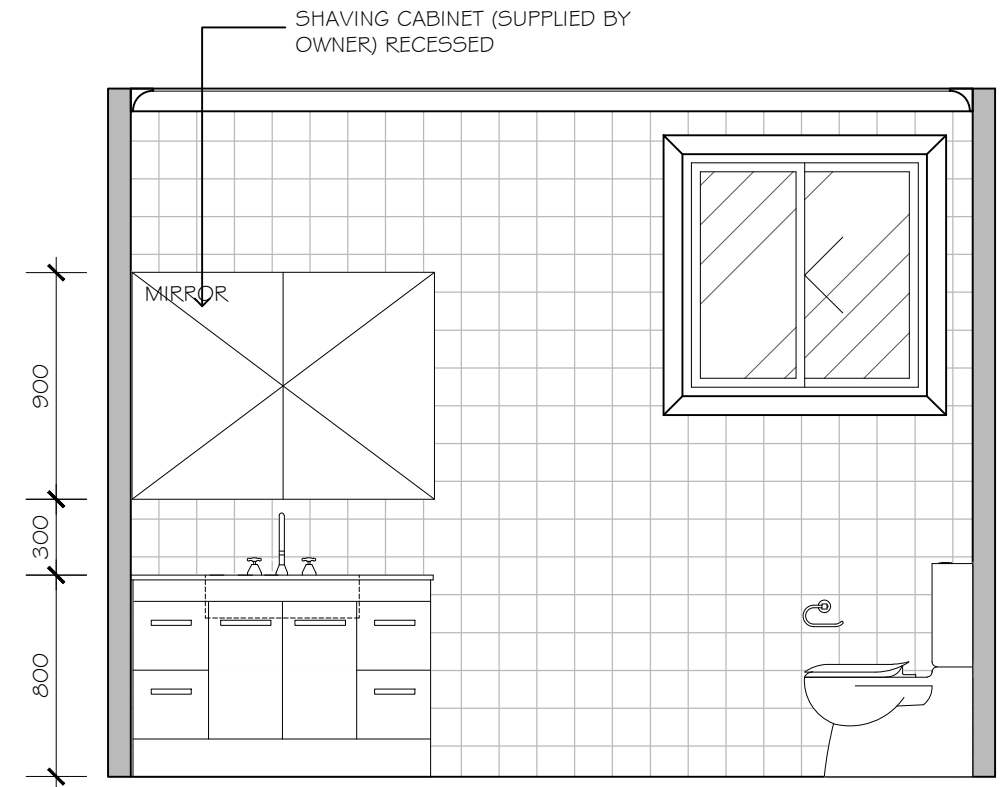 SHAVING CABINET (SUPPLIED BY
OWNER) RECESSED
MIRROR
900
300
800